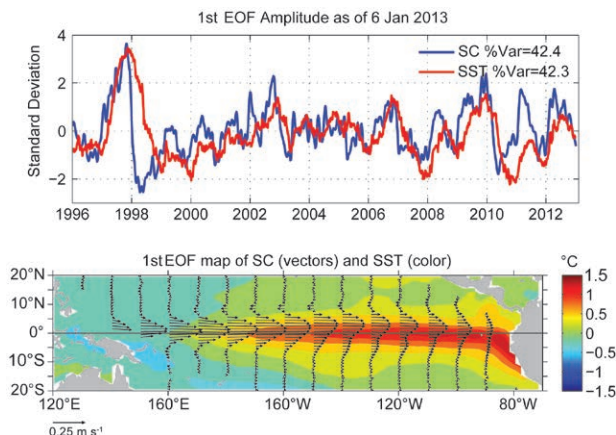 1st EOF Amplitude as of 6 Jan 2013
4
2
0
−2
Standard Deviation
SC %Var=42.4
SST %Var=42.3
1996 1998 2000 2002 2004 2006 2008 2010 2012
1st EOF map of SC (vectors) and SST (color)
20°N
10°N
0°
10°S
20°S
120°E 160°E 160°W 120°W 80°W
0.25 m s⁻¹
°C
1.5
1
0.5
0
−0.5
−1
−1.5